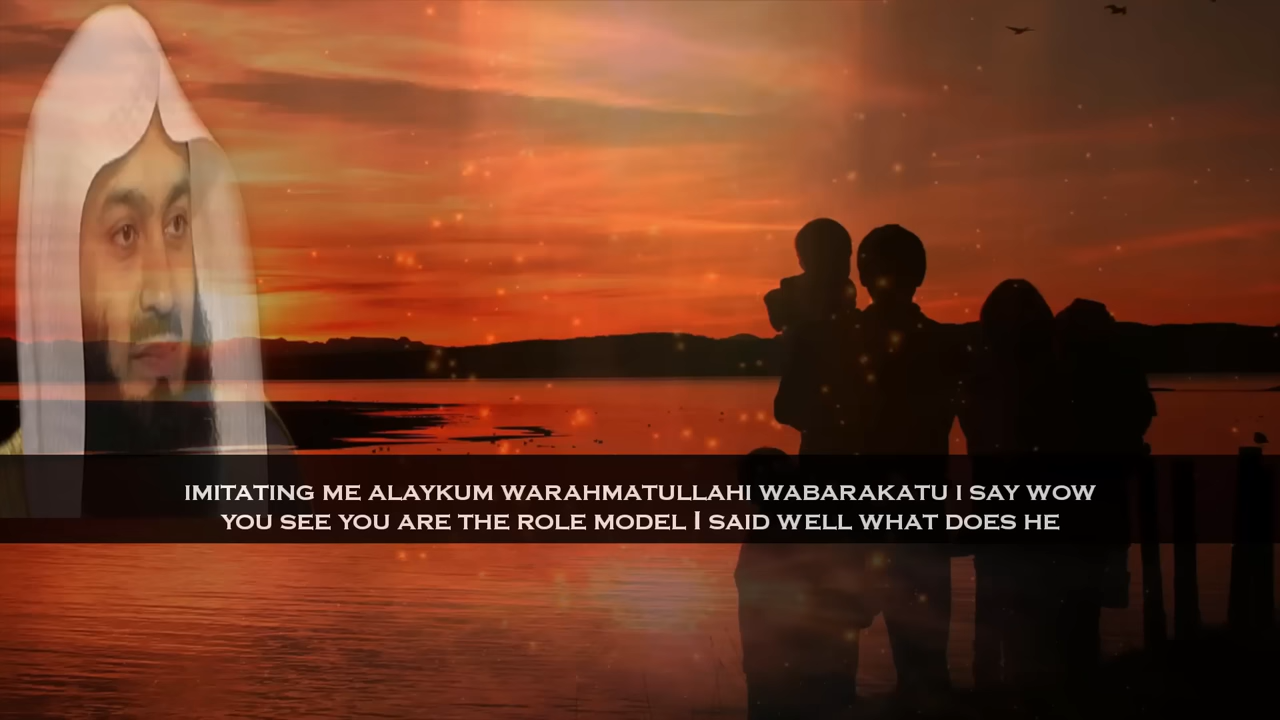 IMITATING ME ALAYKUM WARAHMATULLAHI WABARAKATU I SAY WOW
YOU SEE YOU ARE THE ROLE MODEL I SAID WELL WHAT DOES HE